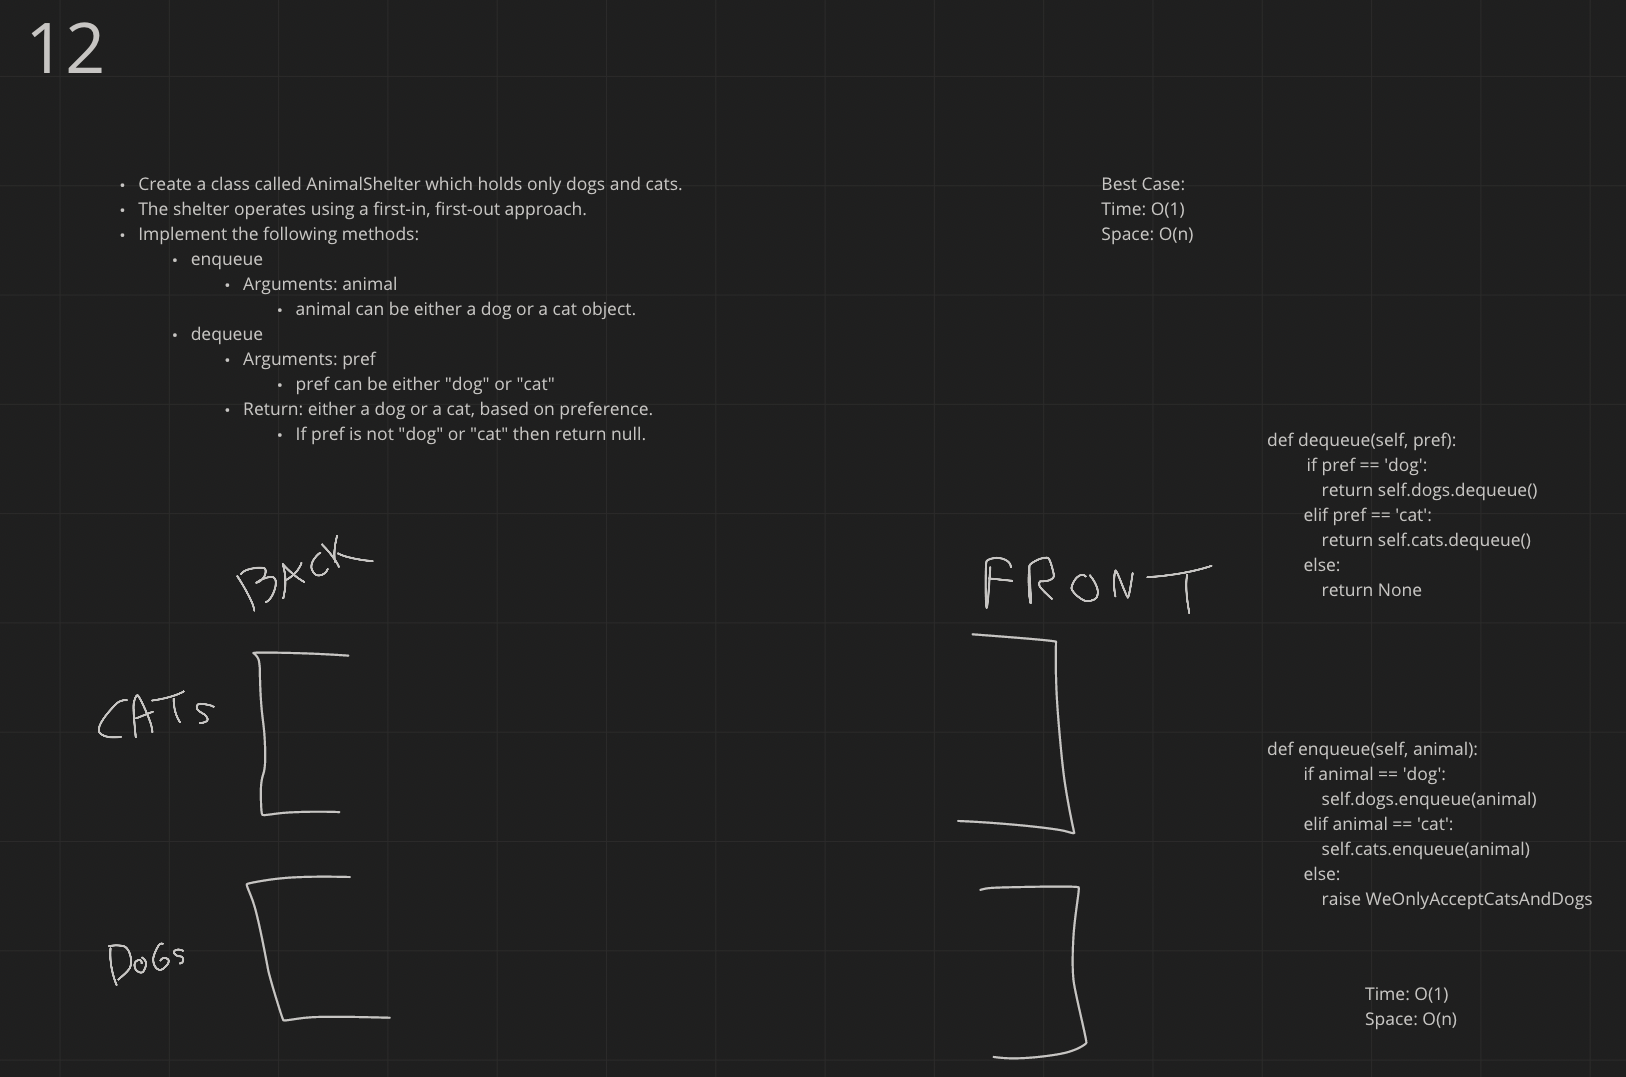 12
• Create a class called AnimalShelter which holds only dogs and cats.
• The shelter operates using a first-in, first-out approach.
• Implement the following methods:
• enqueue
• Arguments: animal
• animal can be either a dog or a cat object.
• dequeue
• Arguments: pref
• pref can be either "dog" or "cat"
• Return: either a dog or a cat, based on preference.
• If pref is not "dog" or "cat" then return null.
Best Case:
Time: O(1)
Space: O(n)
def dequeue(self, pref):
if pref == 'dog':
return self.dogs.dequeue()
elif pref == 'cat':
return self.cats.dequeue()
else:
return None
BACK
FRONT
CATs
DoGs
def enqueue(self, animal):
if animal == 'dog':
self.dogs.enqueue(animal)
elif animal == 'cat':
self.cats.enqueue(animal)
else:
raise WeOnlyAcceptCatsAndDogs
Time: O(1)
Space: O(n)